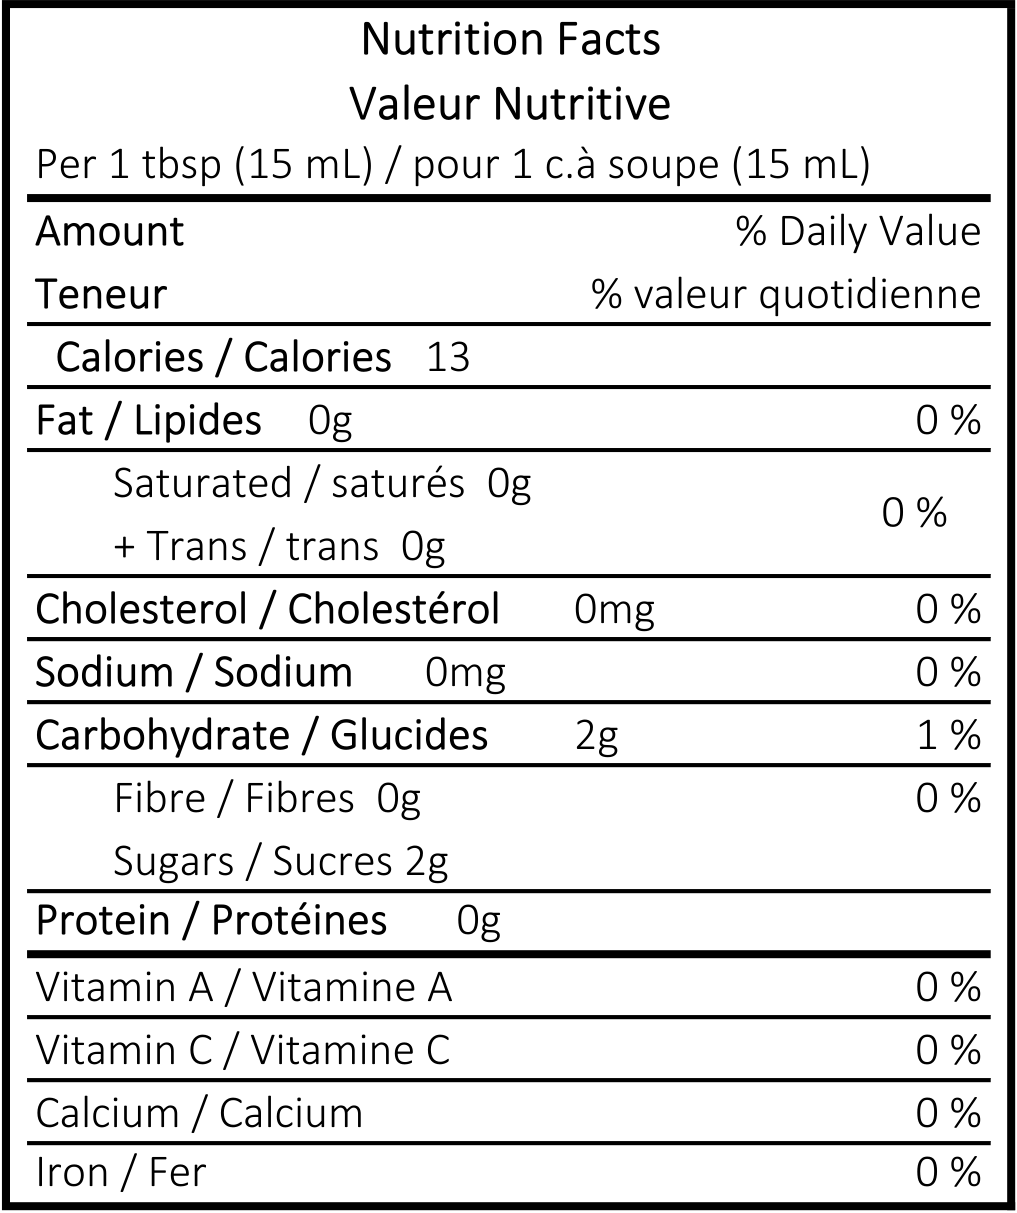 Nutrition Facts
Valeur Nutritive
Per 1 tbsp (15 mL) / pour 1 c.à soupe (15 mL)
Amount % Daily Value
Teneur % valeur quotidienne
Calories / Calories 13
Fat / Lipides 0g 0 %
Saturated / saturés 0g
0 %
+ Trans / trans 0g
Cholesterol / Cholestérol 0mg 0 %
Sodium / Sodium 0mg 0 %
Carbohydrate / Glucides 2g 1 %
Fibre / Fibres 0g 0 %
Sugars / Sucres 2g
Protein / Protéines 0g
Vitamin A / Vitamine A 0 %
Vitamin C / Vitamine C 0 %
Calcium / Calcium 0 %
Iron / Fer 0 %